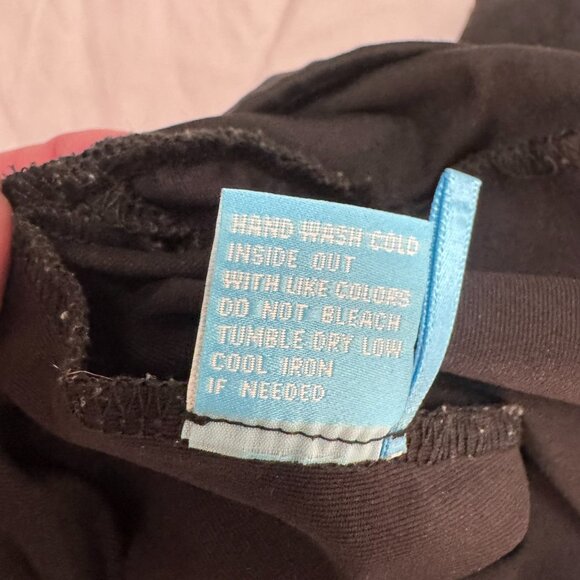 HAND WASH COLD
INSIDE OUT
WITH LIKE COLORS
DO NOT BLEACH
TUMBLE DRY LOW
COOL IRON
IF NEEDED